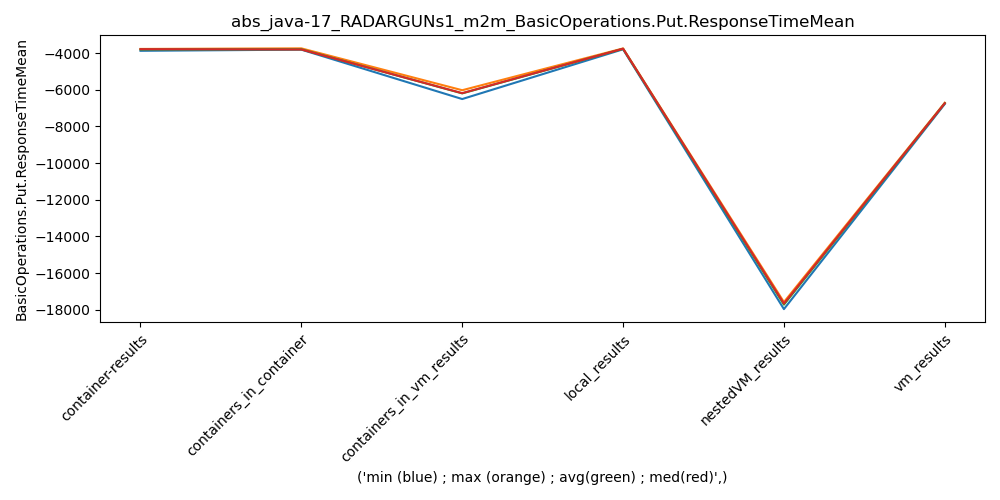 abs_java-17_RADARGUNs1_m2m_BasicOperations.Put.ResponseTimeMean
BasicOperations.Put.ResponseTimeMean
−4000
−6000
−8000
−10000
−12000
−14000
−16000
−18000
container-results
containers_in_container
containers_in_vm_results
local_results
nestedVM_results
vm_results
('min (blue) ; max (orange) ; avg(green) ; med(red)',)